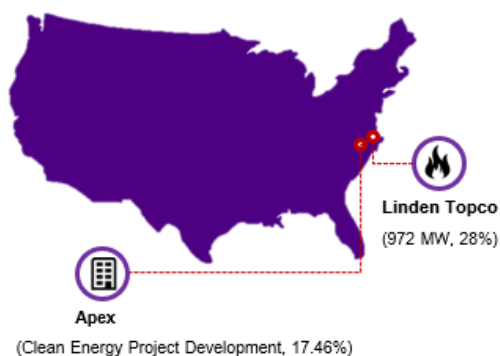 Linden Topco
(972 MW, 28%)
Apex
(Clean Energy Project Development, 17.46%)